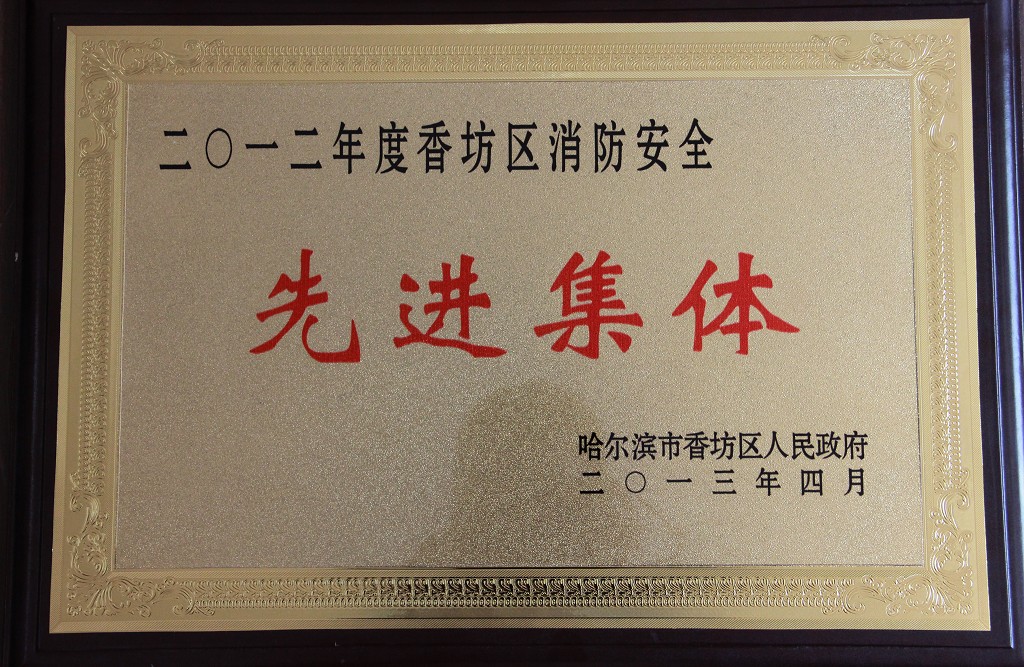 二〇一二年度香坊区消防安全
先进集体
哈尔滨市香坊区人民政府
二〇一三年四月